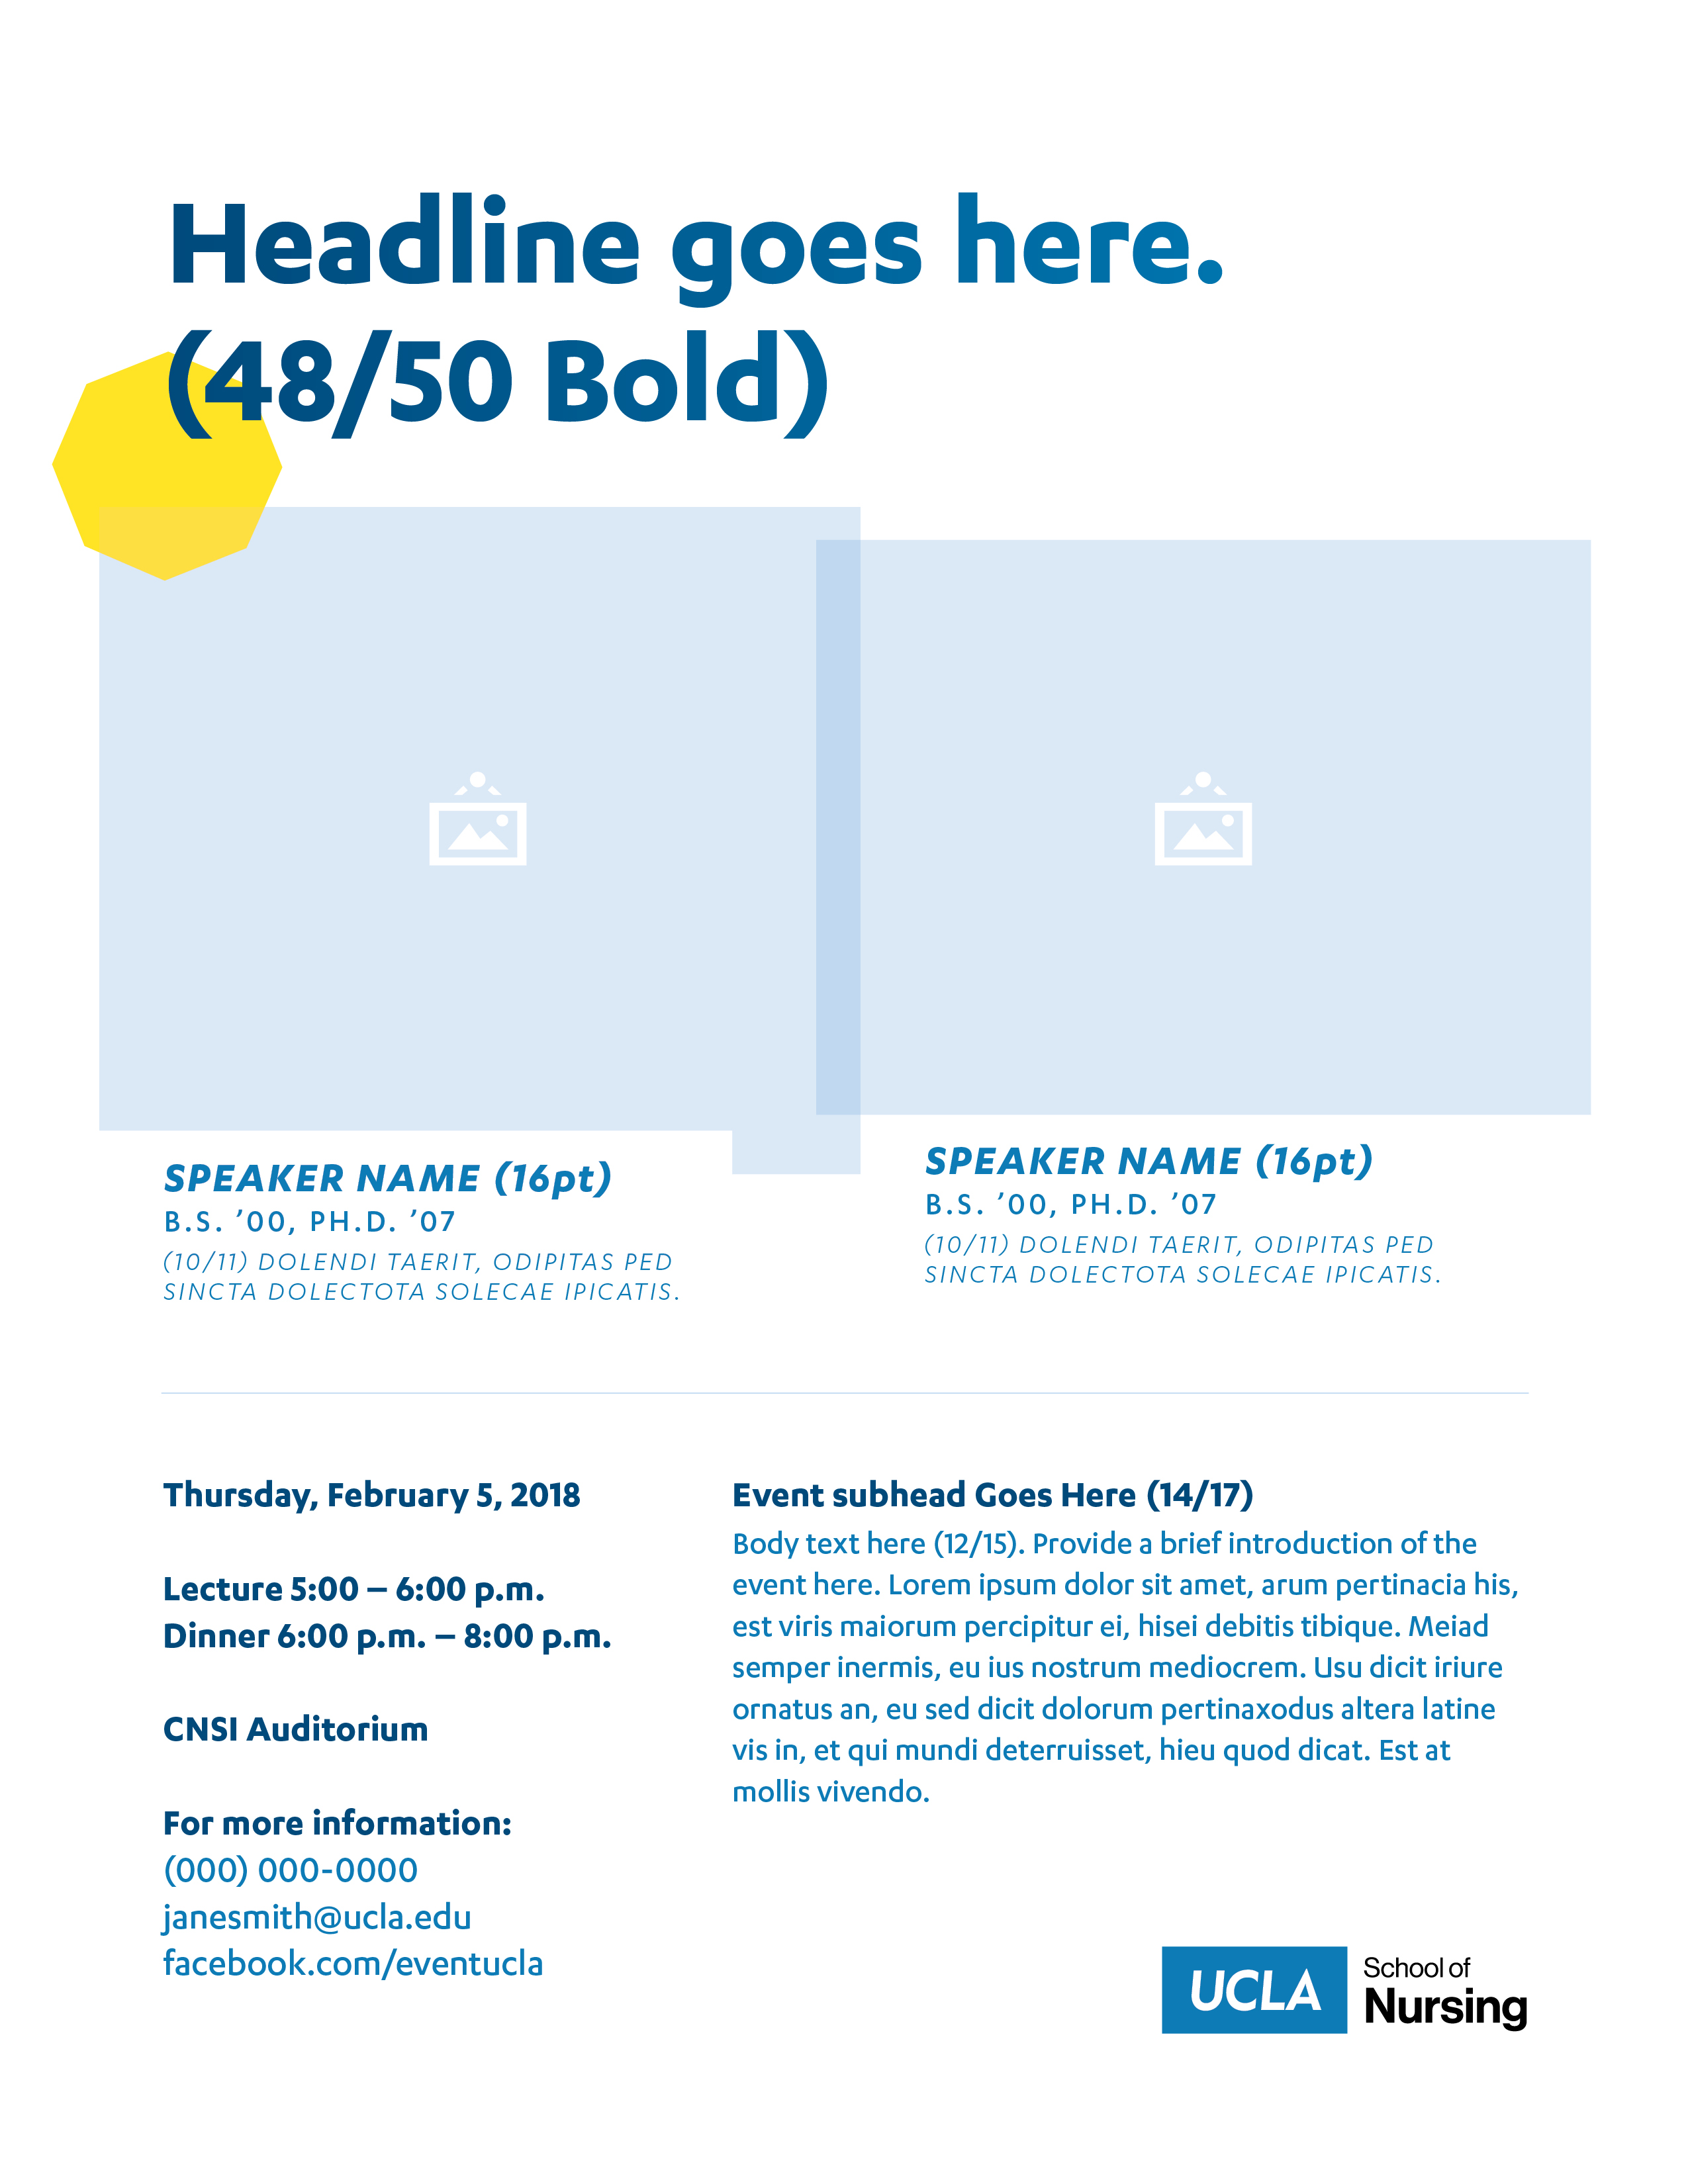 Headline goes here.
(48/50 Bold)
SPEAKER NAME (16pt)
B.S. ’00, PH.D. ’07
(10/11) DOLENDI TAERIT, ODIPITAS PED
SINCTA DOLECTOTA SOLECAE IPICATIS.
SPEAKER NAME (16pt)
B.S. ’00, PH.D. ’07
(10/11) DOLENDI TAERIT, ODIPITAS PED
SINCTA DOLECTOTA SOLECAE IPICATIS.
Thursday, February 5, 2018
Lecture 5:00 – 6:00 p.m.
Dinner 6:00 p.m. – 8:00 p.m.
CNSI Auditorium
For more information:
(000) 000-0000
janesmith@ucla.edu
facebook.com/eventucla
Event subhead Goes Here (14/17)
Body text here (12/15). Provide a brief introduction of the
event here. Lorem ipsum dolor sit amet, arum pertinacia his,
est viris maiorum percipitur ei, hisei debitis tibique. Meiad
semper inermis, eu ius nostrum mediocrem. Usu dicit iriure
ornatus an, eu sed dicit dolorum pertinaxodus altera latine
vis in, et qui mundi deterruisset, hieu quod dicat. Est at
mollis vivendo.
UCLA
School of
Nursing